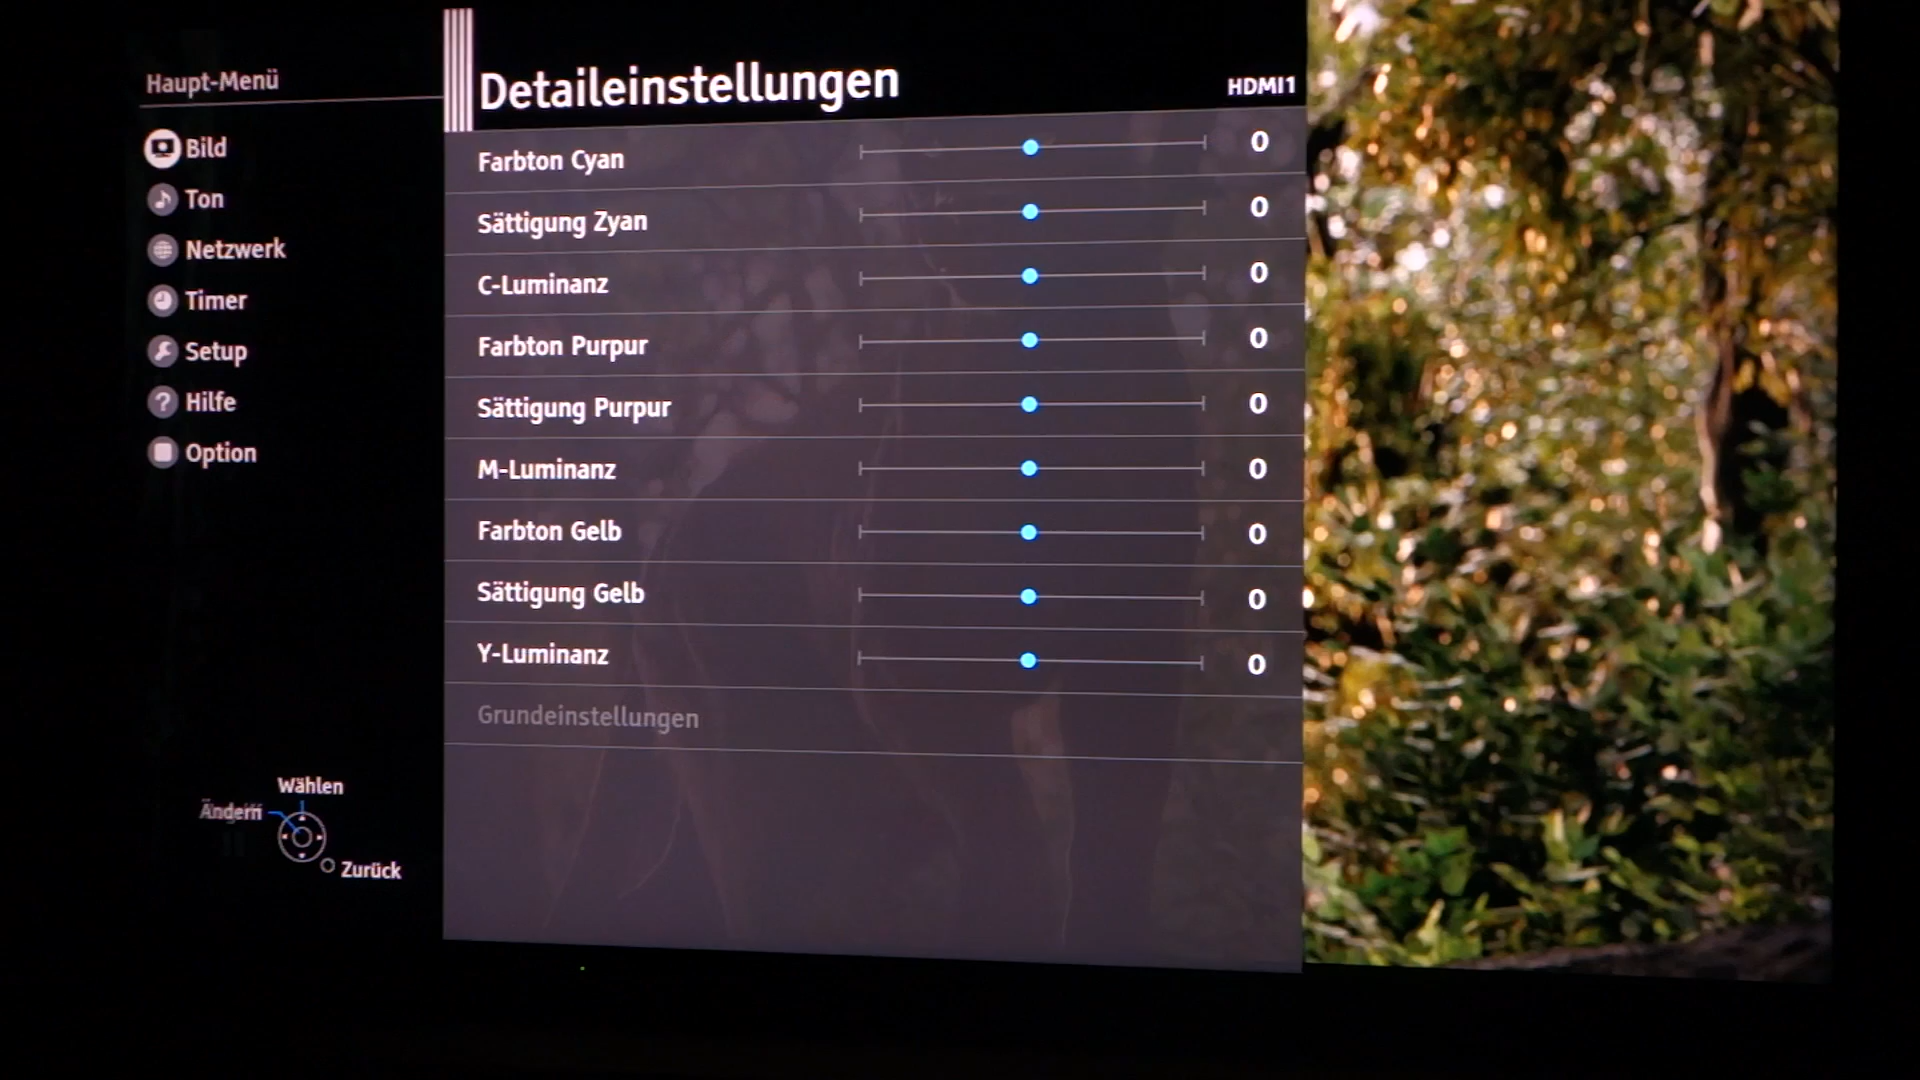 Haupt-Menü
Bild
Ton
Netzwerk
Timer
Setup
Hilfe
Option
Wählen
Ändern
Zurück
Detaileinstellungen
HDMI1
Farbton Cyan 0
Sättigung Zyan 0
C-Luminanz 0
Farbton Purpur 0
Sättigung Purpur 0
M-Luminanz 0
Farbton Gelb 0
Sättigung Gelb 0
Y-Luminanz 0
Grundeinstellungen